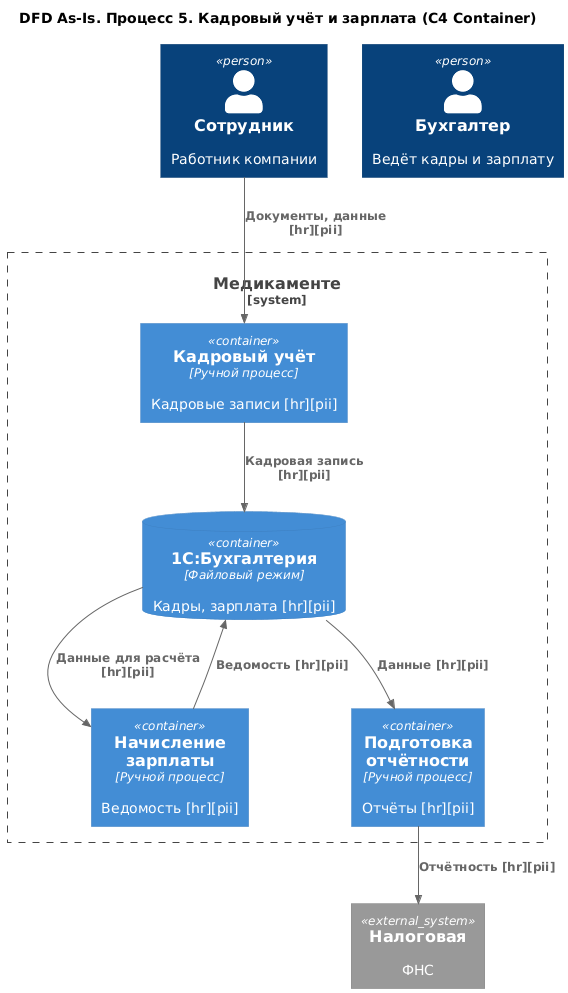 DFD As-Is. Процесс 5. Кадровый учёт и зарплата (C4 Container)
«person»
Сотрудник
Работник компании
«person»
Бухгалтер
Ведёт кадры и зарплату
Документы, данные
[hr][pii]
Медикаменте
[system]
«container»
Кадровый учёт
[Ручной процесс]
Кадровые записи [hr][pii]
Кадровая запись
[hr][pii]
«container»
1С:Бухгалтерия
[Файловый режим]
Кадры, зарплата [hr][pii]
Данные для расчёта
[hr][pii]
Ведомость [hr][pii]
Данные [hr][pii]
«container»
Начисление
зарплаты
[Ручной процесс]
Ведомость [hr][pii]
«container»
Подготовка
отчётности
[Ручной процесс]
Отчёты [hr][pii]
Отчётность [hr][pii]
«external_system»
Налоговая
ФНС